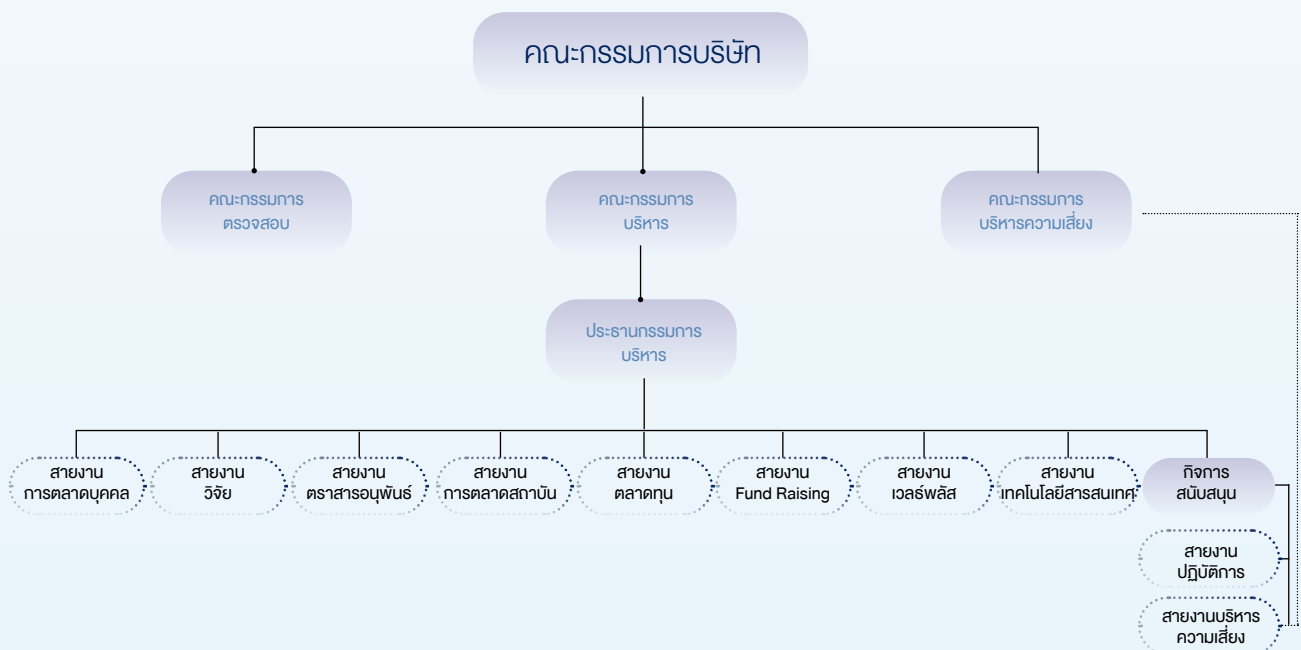 คณะกรรมการบริษัท
คณะกรรมการ
ตรวจสอบ
คณะกรรมการ
บริหาร
คณะกรรมการ
บริหารความเสี่ยง
ประธานกรรมการ
บริหาร
สายงาน
การตลาดบุคคล
สายงาน
วิจัย
สายงาน
ตราสารอนุพันธ์
สายงาน
การตลาดสถาบัน
สายงาน
ตลาดทุน
สายงาน
Fund Raising
สายงาน
เวลธ์พลัส
สายงาน
เทคโนโลยีสารสนเทศ
กิจการ
สนับสนุน
สายงาน
ปฏิบัติการ
สายงานบริหาร
ความเสี่ยง